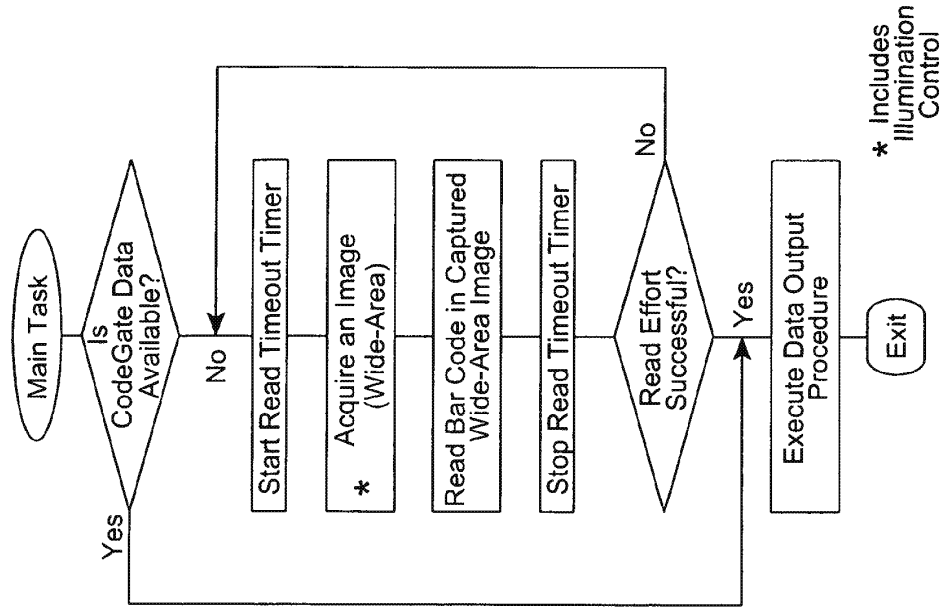 Main Task
Is
CodeGate Data
Available?
Yes
No
Start Read Timeout Timer
* Acquire an Image
(Wide-Area)
Read Bar Code in Captured
Wide-Area Image
Stop Read Timeout Timer
Read Effort
Successful?
No
Yes
Execute Data Output
Procedure
Exit
* Includes
Illumination
Control